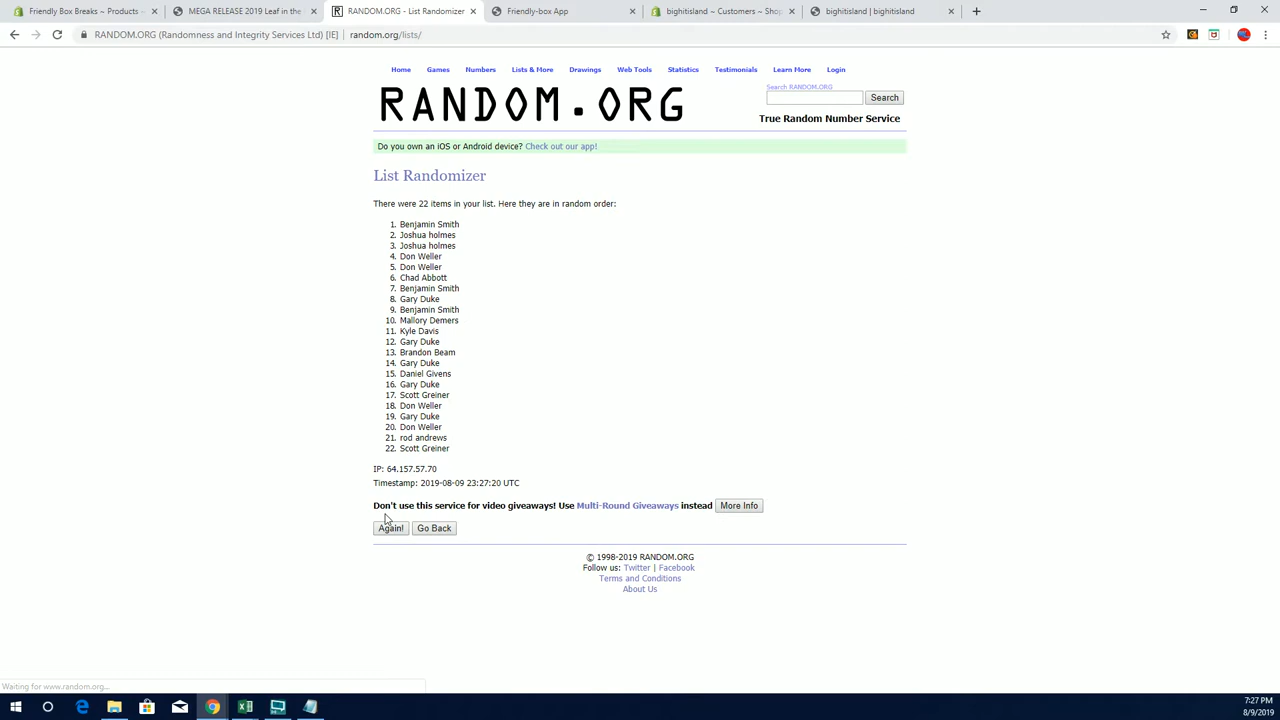 Friendly Box Breaks ~ Products ~
MEGA RELEASE 2019 Leaf in the
RANDOM.ORG - List Randomizer
Friendly-box App
bighitisland ~ Customers ~ Shop
bighitisland | bighitisland
RANDOM.ORG (Randomness and Integrity Services Ltd) [IE] | random.org/lists/
Home Games Numbers Lists & More Drawings Web Tools Statistics Testimonials Learn More Login
Search RANDOM.ORG
RANDOM.ORG
Search
True Random Number Service
Do you own an iOS or Android device? Check out our app!
List Randomizer
There were 22 items in your list. Here they are in random order:
1. Benjamin Smith
2. Joshua holmes
3. Joshua holmes
4. Don Weller
5. Don Weller
6. Chad Abbott
7. Benjamin Smith
8. Gary Duke
9. Benjamin Smith
10. Mallory Demers
11. Kyle Davis
12. Gary Duke
13. Brandon Beam
14. Gary Duke
15. Daniel Givens
16. Gary Duke
17. Scott Greiner
18. Don Weller
19. Gary Duke
20. Don Weller
21. rod andrews
22. Scott Greiner
IP: 64.157.57.70
Timestamp: 2019-08-09 23:27:20 UTC
Don't use this service for video giveaways! Use Multi-Round Giveaways instead More Info
Again! Go Back
© 1998-2019 RANDOM.ORG
Follow us: Twitter | Facebook
Terms and Conditions
About Us
Waiting for www.random.org...
7:27 PM
8/9/2019